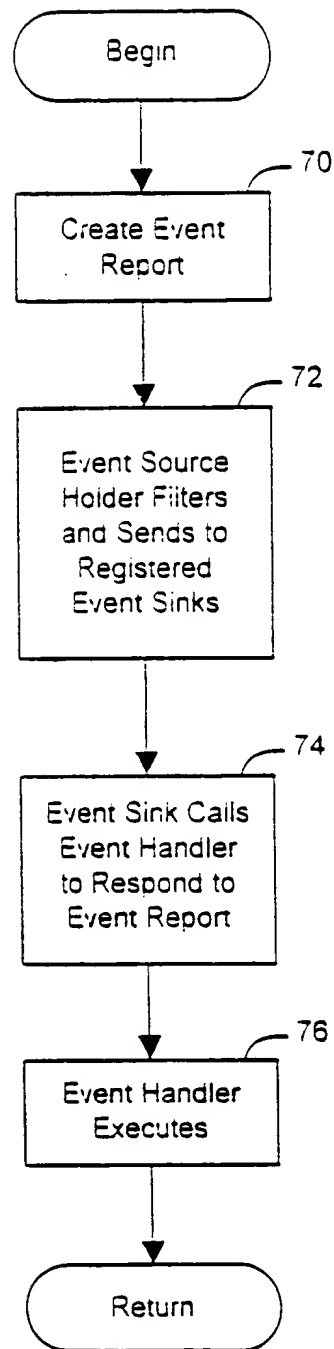 Begin
70
Create Event
Report
72
Event Source
Holder Filters
and Sends to
Registered
Event Sinks
74
Event Sink Calls
Event Handler
to Respond to
Event Report
76
Event Handler
Executes
Return